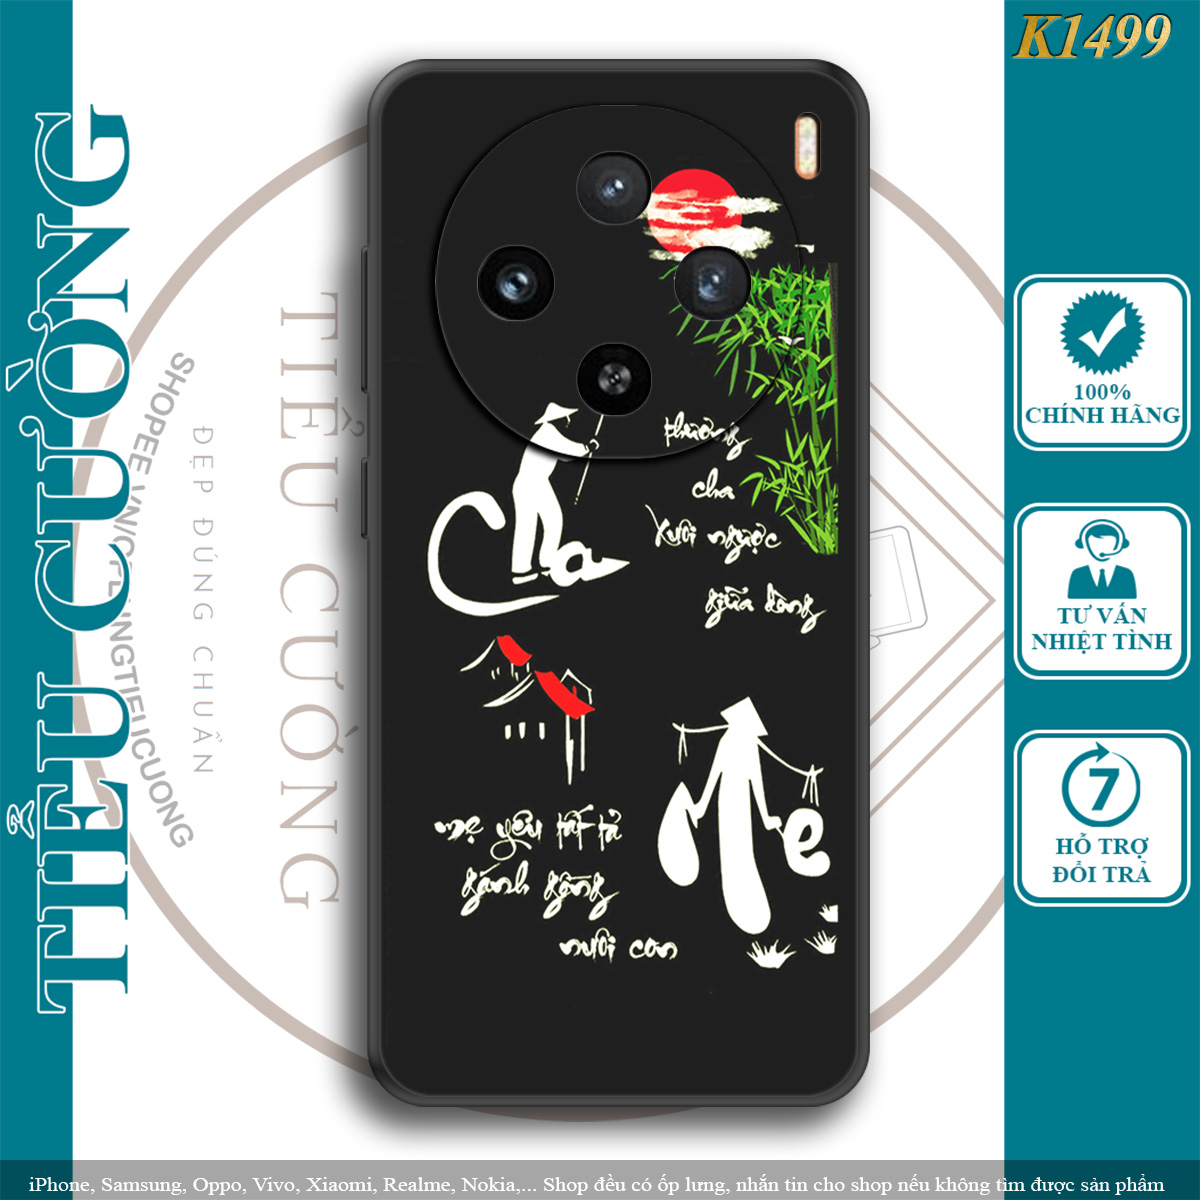 K1499
TIỂU CƯỜNG
TIỂU CƯỜNG
ĐẸP ĐÚNG CHUẨN
100%
CHÍNH HÃNG
TƯ VẤN
NHIỆT TÌNH
7
HỖ TRỢ
ĐỔI TRẢ
thương
cha
Xuôi ngược
giữa dòng
Cha
mẹ yêu tất tả
gánh gồng
nuôi con
Mẹ
iPhone, Samsung, Oppo, Vivo, Xiaomi, Realme, Nokia,... Shop đều có ốp lưng, nhắn tin cho shop nếu không tìm được sản phẩm